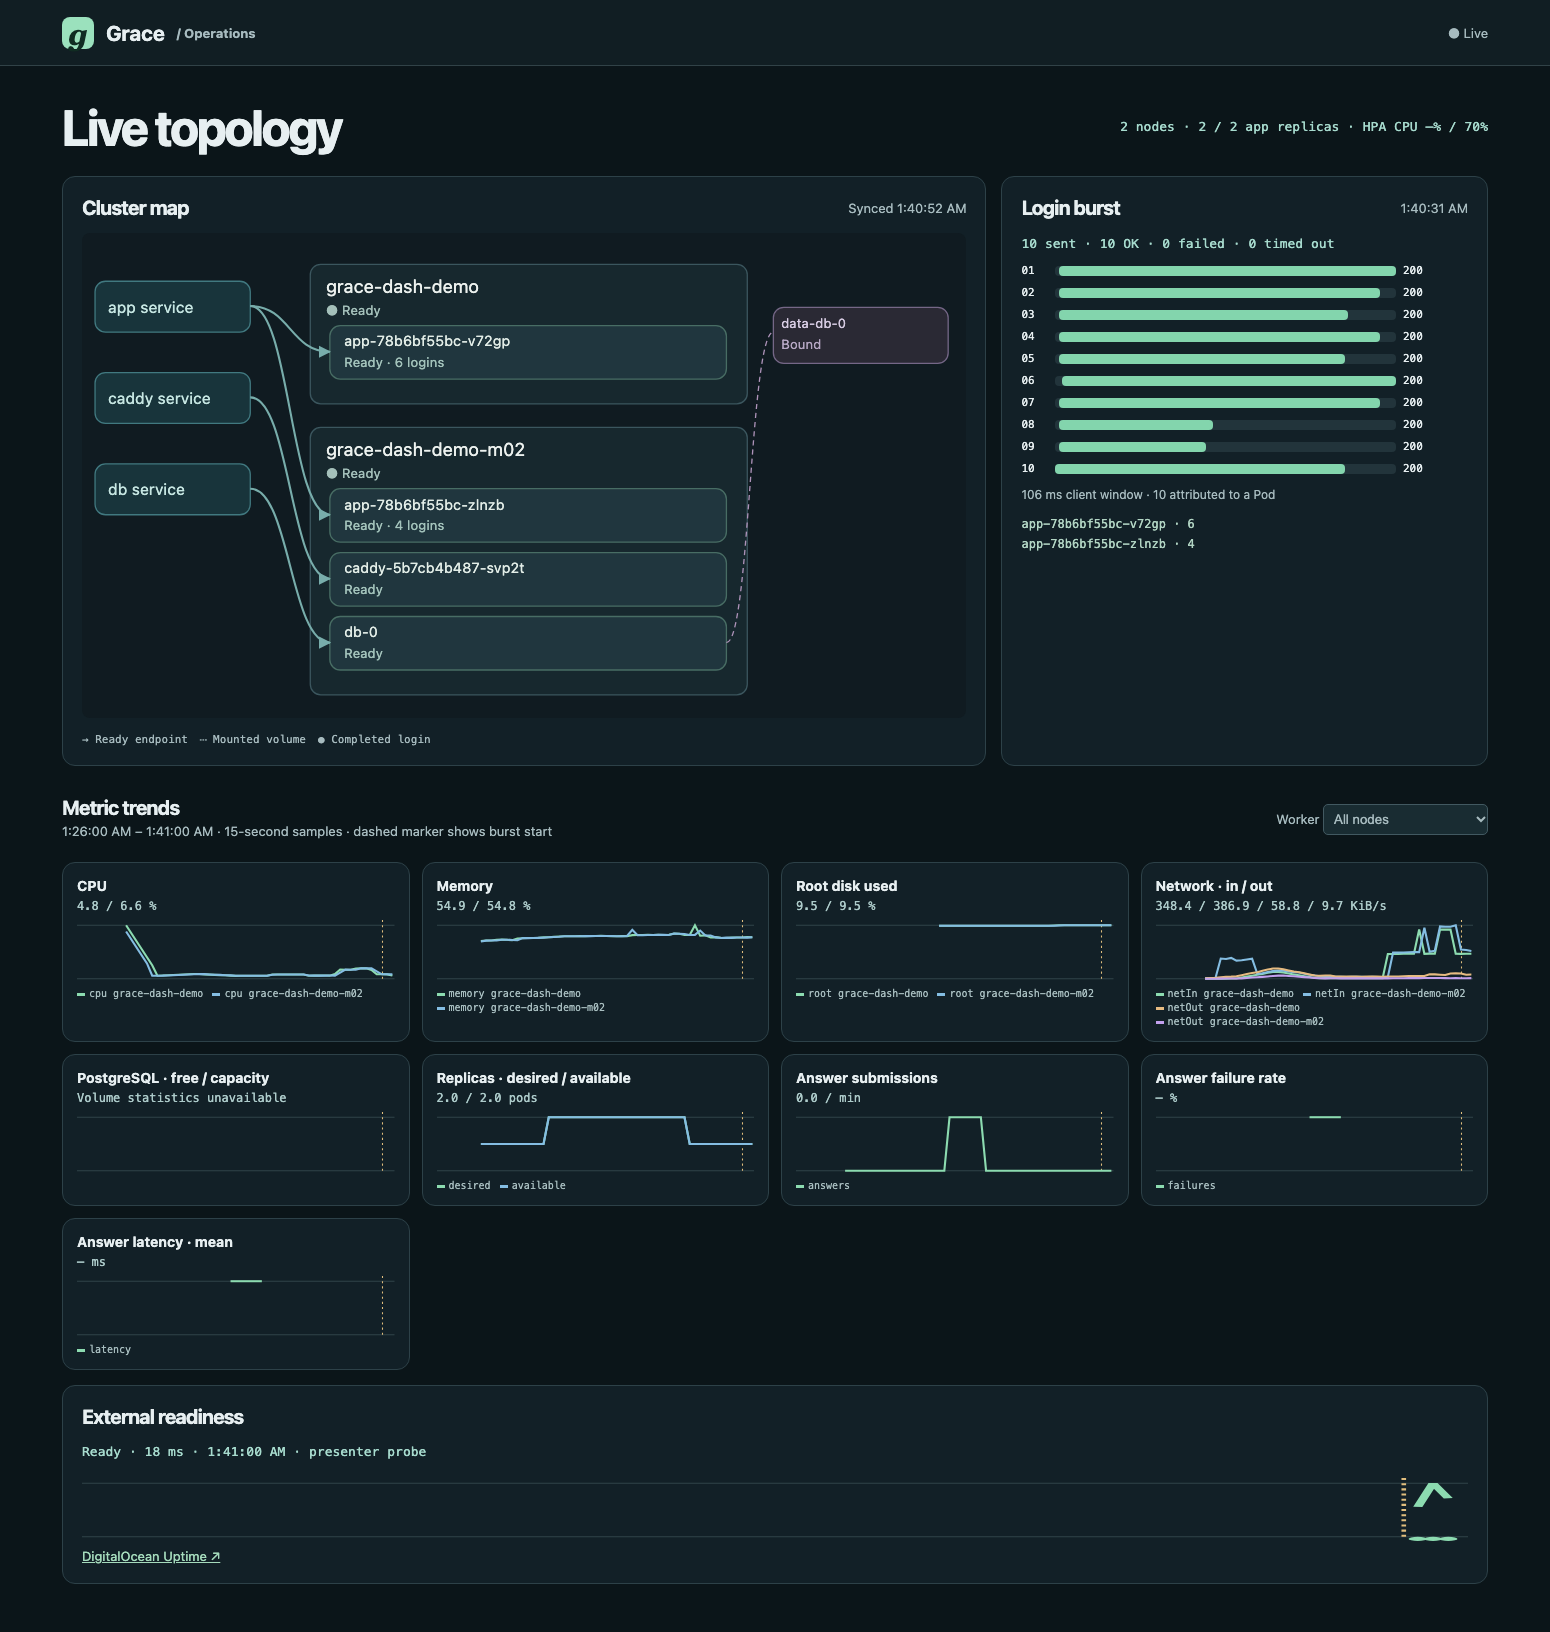 g Grace / Operations
Live
Live topology
2 nodes · 2 / 2 app replicas · HPA CPU —% / 70%
Cluster map
Synced 1:40:52 AM
app service
caddy service
db service
grace-dash-demo
Ready
app-78b6bf55bc-v72gp
Ready · 6 logins
grace-dash-demo-m02
Ready
app-78b6bf55bc-zlnzb
Ready · 4 logins
caddy-5b7cb4b487-svp2t
Ready
db-0
Ready
data-db-0
Bound
→ Ready endpoint ┄ Mounted volume ● Completed login
Login burst
1:40:31 AM
10 sent · 10 OK · 0 failed · 0 timed out
01 200
02 200
03 200
04 200
05 200
06 200
07 200
08 200
09 200
10 200
106 ms client window · 10 attributed to a Pod
app-78b6bf55bc-v72gp · 6
app-78b6bf55bc-zlnzb · 4
Metric trends
1:26:00 AM – 1:41:00 AM · 15-second samples · dashed marker shows burst start
Worker All nodes
CPU
4.8 / 6.6 %
cpu grace-dash-demo cpu grace-dash-demo-m02
Memory
54.9 / 54.8 %
memory grace-dash-demo
memory grace-dash-demo-m02
Root disk used
9.5 / 9.5 %
root grace-dash-demo root grace-dash-demo-m02
Network · in / out
348.4 / 386.9 / 58.8 / 9.7 KiB/s
netIn grace-dash-demo netIn grace-dash-demo-m02
netOut grace-dash-demo
netOut grace-dash-demo-m02
PostgreSQL · free / capacity
Volume statistics unavailable
Replicas · desired / available
2.0 / 2.0 pods
desired available
Answer submissions
0.0 / min
answers
Answer failure rate
— %
failures
Answer latency · mean
— ms
latency
External readiness
Ready · 18 ms · 1:41:00 AM · presenter probe
DigitalOcean Uptime ↗